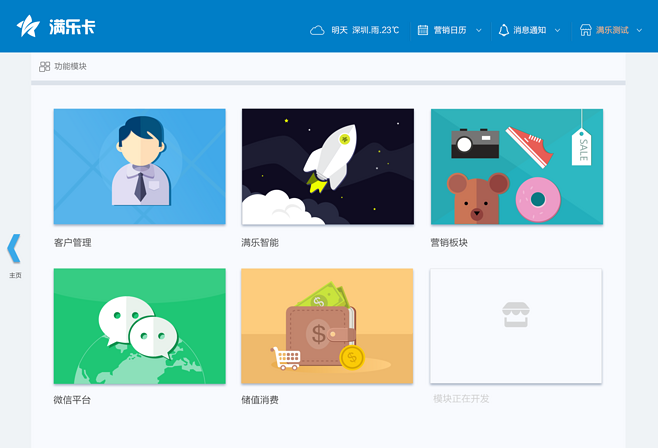 满乐卡
明天 深圳.雨.23℃ 营销日历 消息通知 满乐测试
功能模块
SALE
客户管理 满乐智能 营销板块
主页
$ $ $
微信平台 储值消费 模块正在开发